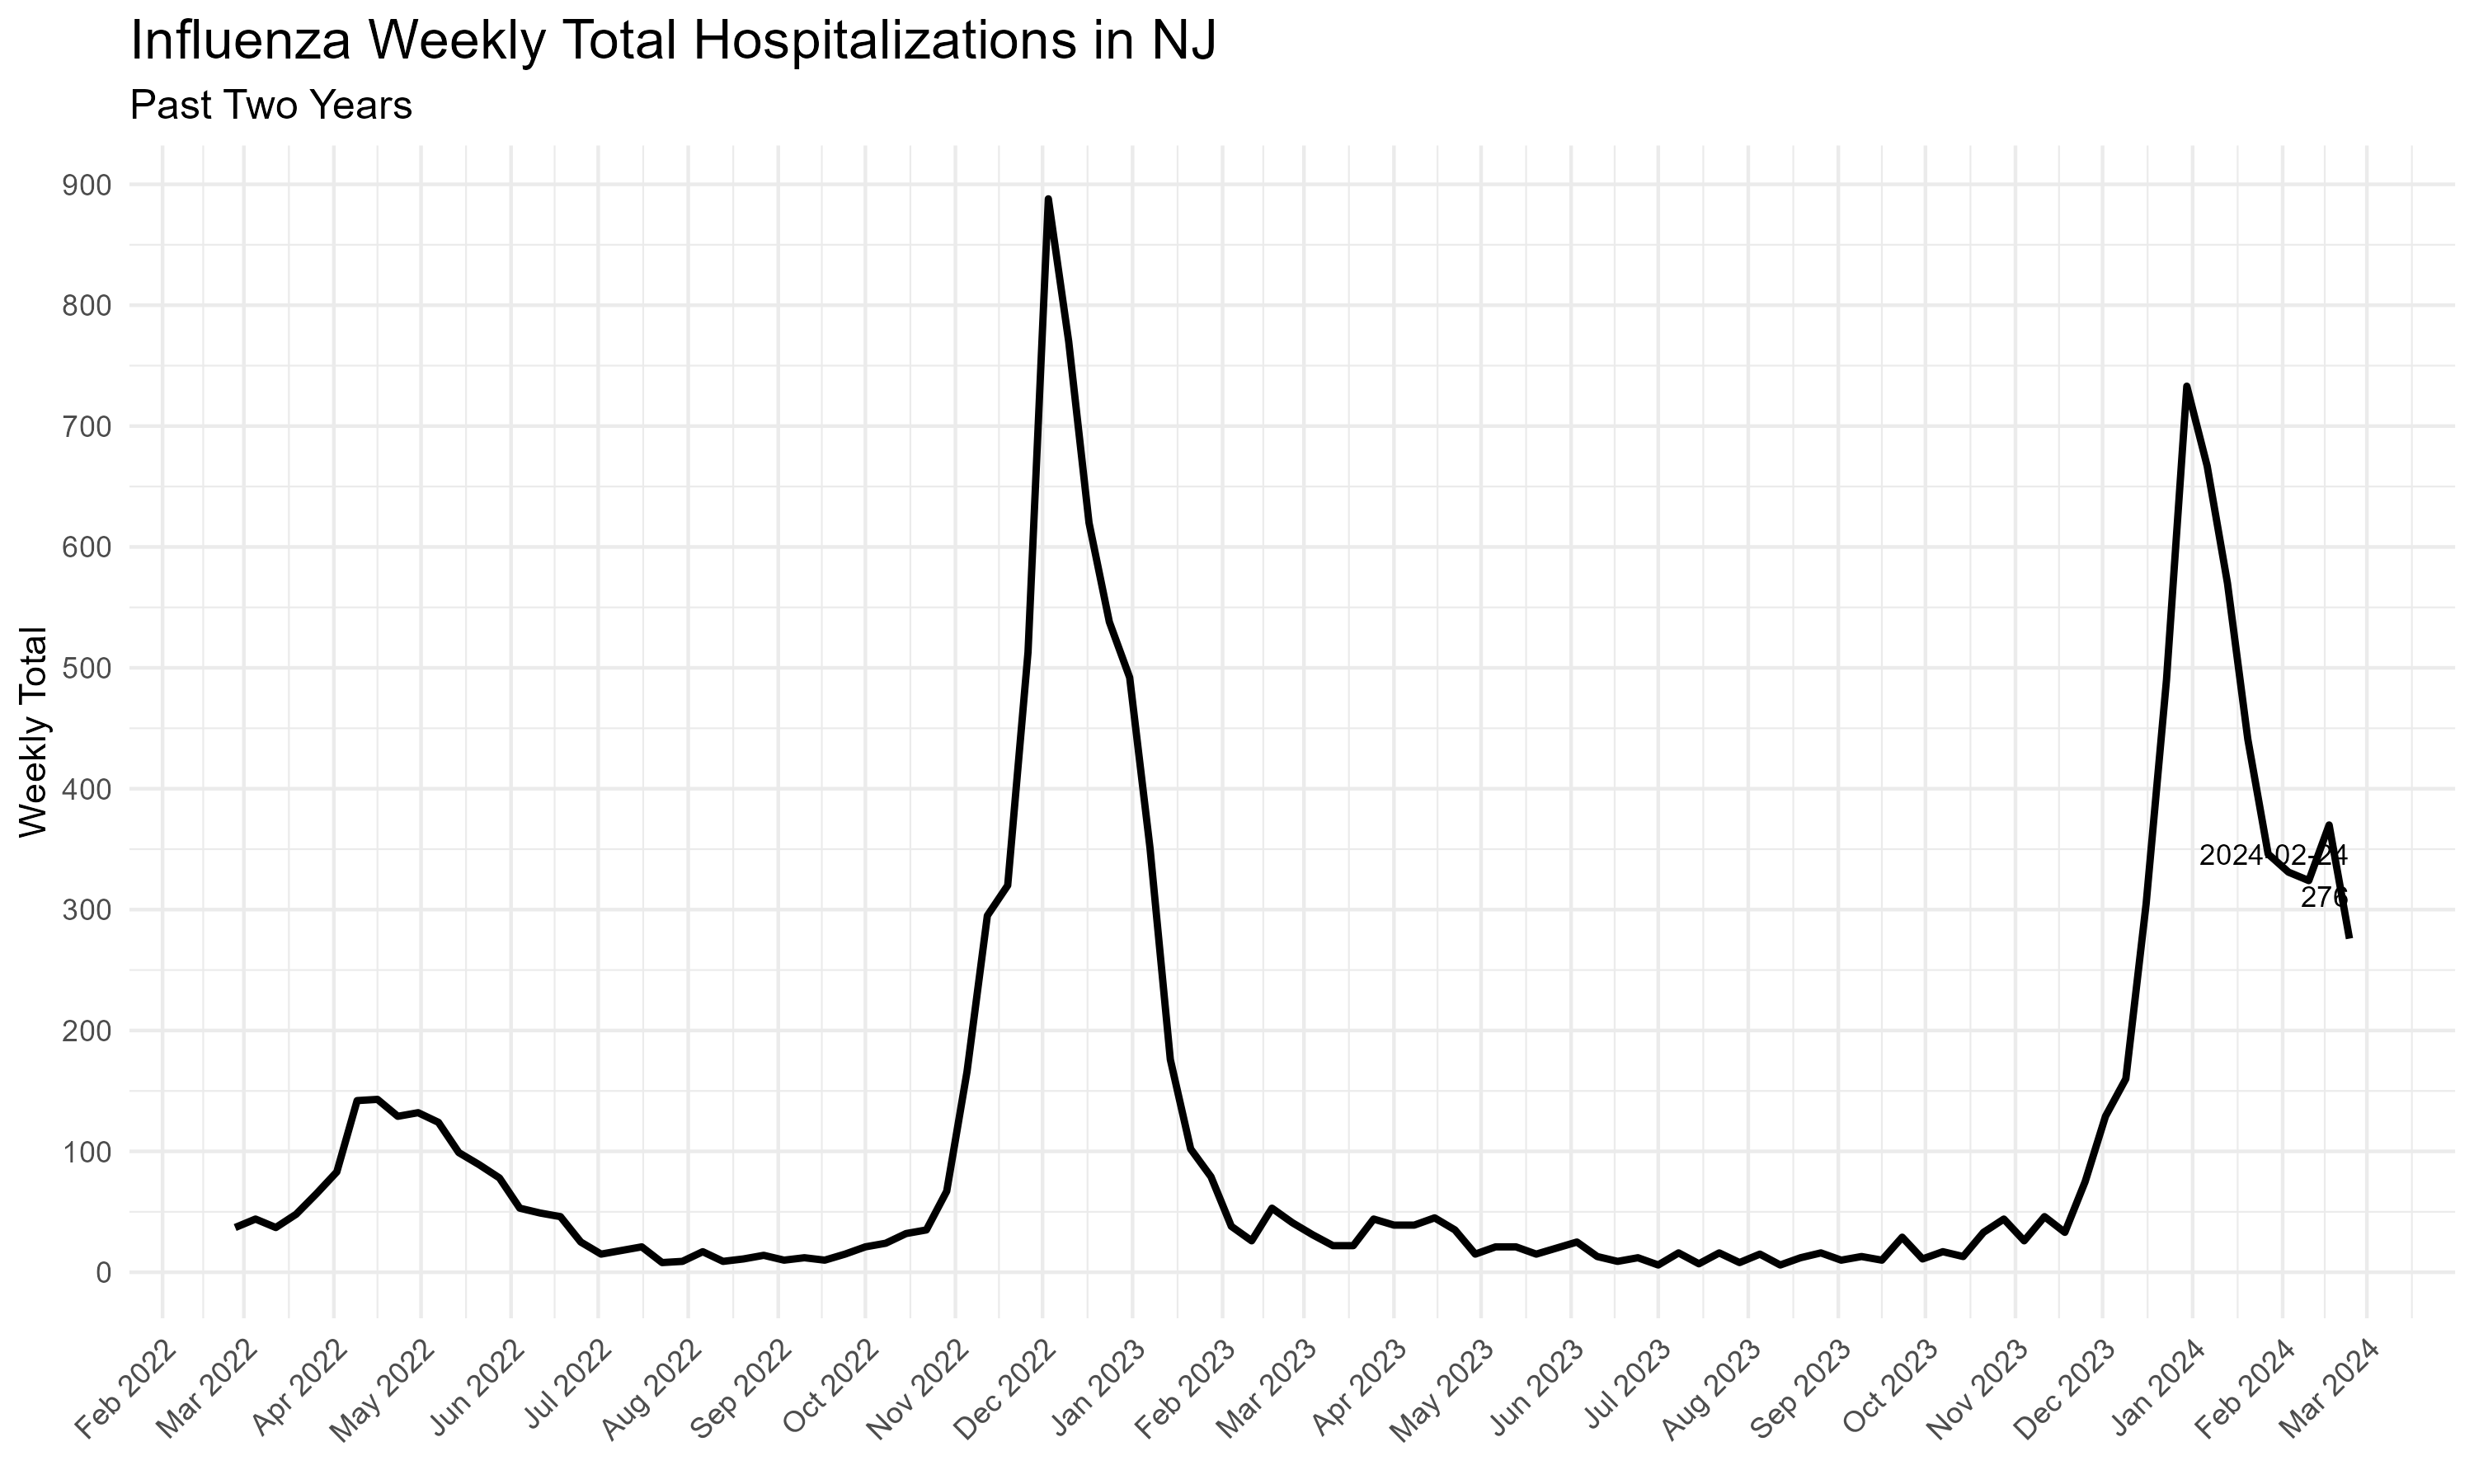 Influenza Weekly Total Hospitalizations in NJ
Past Two Years
Weekly Total
900
800
700
600
500
400
300
200
100
0
2024-02-24
276
Feb 2022
Mar 2022
Apr 2022
May 2022
Jun 2022
Jul 2022
Aug 2022
Sep 2022
Oct 2022
Nov 2022
Dec 2022
Jan 2023
Feb 2023
Mar 2023
Apr 2023
May 2023
Jun 2023
Jul 2023
Aug 2023
Sep 2023
Oct 2023
Nov 2023
Dec 2023
Jan 2024
Feb 2024
Mar 2024